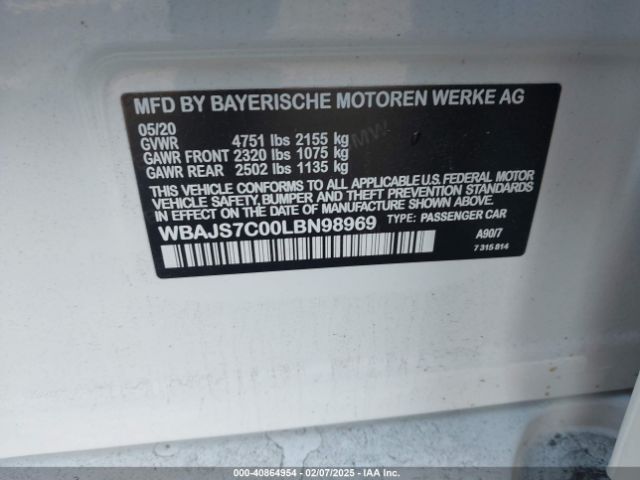 MFD BY BAYERISCHE MOTOREN WERKE AG
05/20
GVWR 4751 lbs 2155 kg
GAWR FRONT 2320 lbs 1075 kg
GAWR REAR 2502 lbs 1135 kg
THIS VEHICLE CONFORMS TO ALL APPLICABLE U.S. FEDERAL MOTOR
VEHICLE SAFETY, BUMPER AND THEFT PREVENTION STANDARDS
IN EFFECT ON THE DATE OF MANUFACTURE SHOWN ABOVE.
WBAJS7C00LBN98969 TYPE: PASSENGER CAR
A90/7
7 315 814
000-40864954 - 02/07/2025 - IAA Inc.